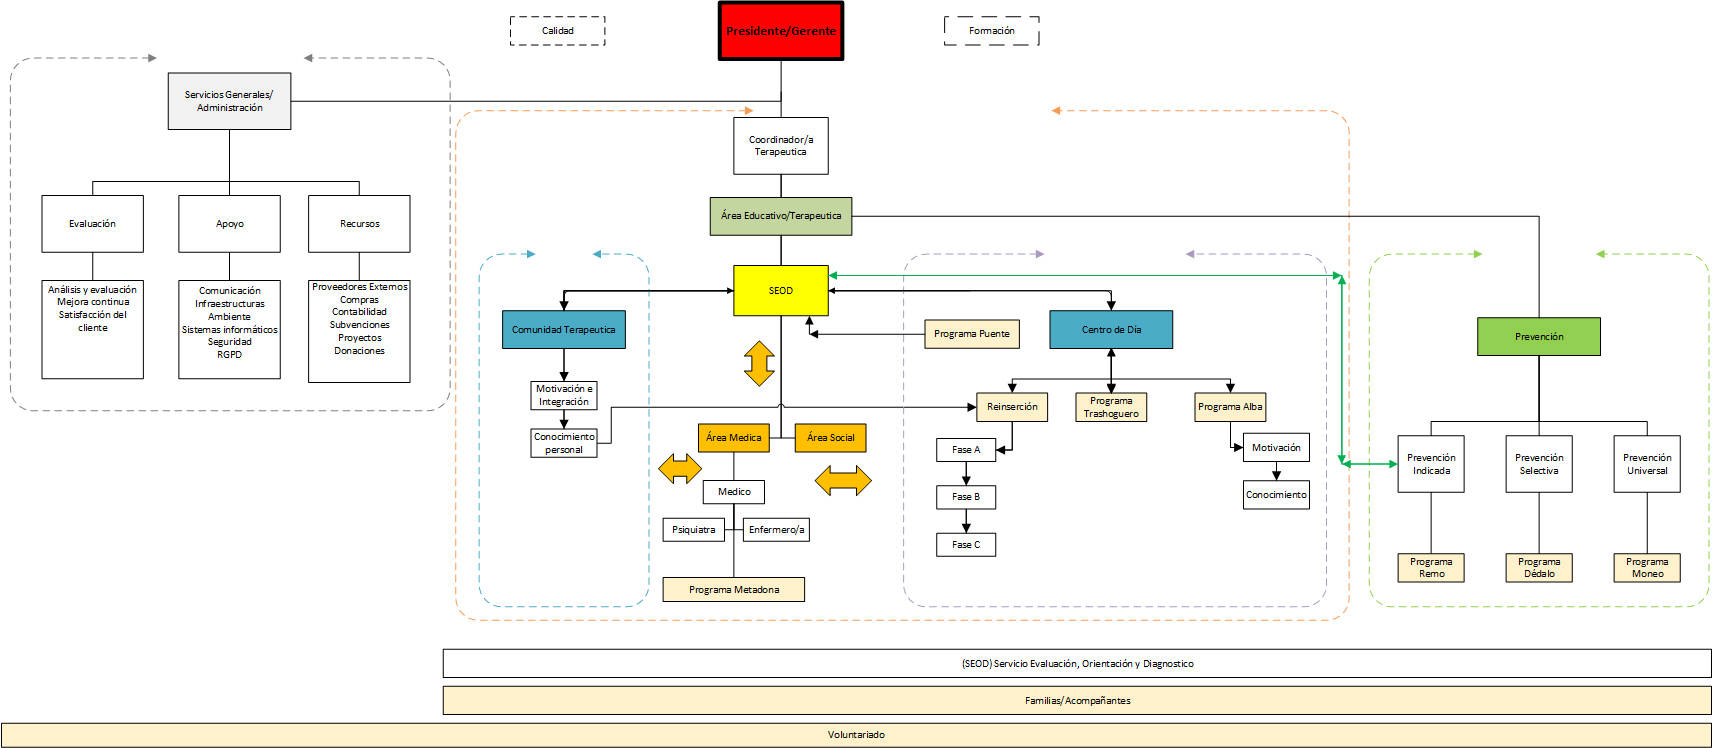 Calidad
Presidente/Gerente
Formación
Servicios Generales/
Administración
Coordinador/a
Terapeutica
Evaluación
Apoyo
Recursos
Área Educativo/Terapeutica
Análisis y evaluación
Mejora continua
Satisfacción del
cliente
Comunicación
Infraestructuras
Ambiente
Sistemas informáticos
Seguridad
RGPD
Proveedores Externos
Compras
Contabilidad
Subvenciones
Proyectos
Donaciones
SEOD
Comunidad Terapeutica
Programa Puente
Centro de Día
Prevención
Motivación e
Integración
Conocimiento
personal
Reinserción
Programa
Trashoguero
Programa Alba
Área Medica
Área Social
Fase A
Motivación
Prevención
Indicada
Prevención
Selectiva
Prevención
Universal
Medico
Fase B
Conocimiento
Psiquiatra
Enfermero/a
Fase C
Programa Metadona
Programa
Remo
Programa
Dédalo
Programa
Moneo
(SEOD) Servicio Evaluación, Orientación y Diagnostico
Familias/Acompañantes
Voluntariado